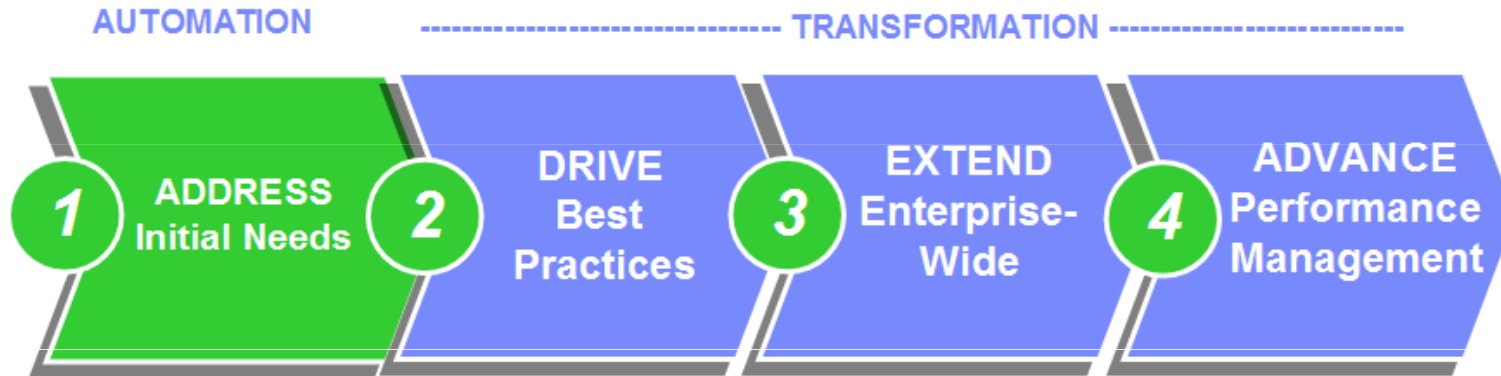 AUTOMATION
-------------------------------- TRANSFORMATION --------------------------
1
ADDRESS
Initial Needs
2
DRIVE
Best
Practices
3
EXTEND
Enterprise-
Wide
4
ADVANCE
Performance
Management